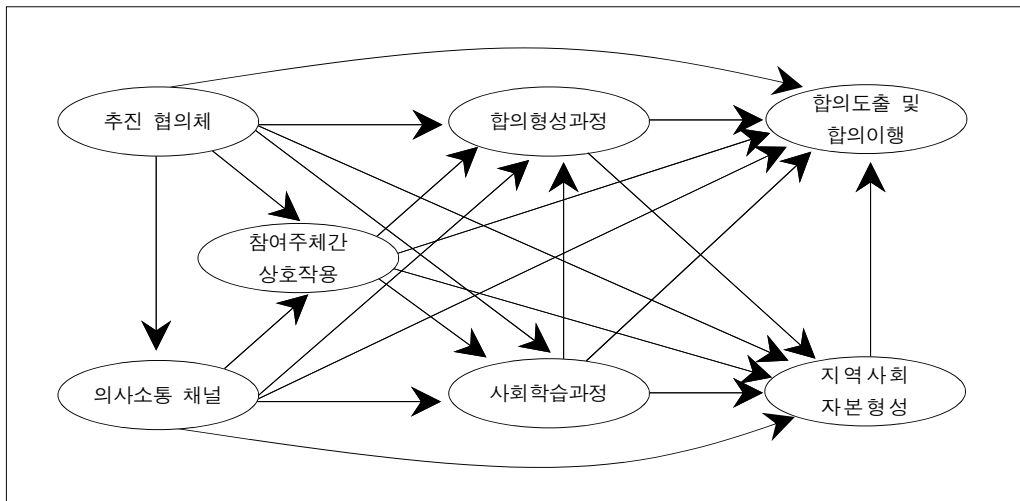 추진 협의체
합의형성과정
합의도출 및
합의이행
참여주체간
상호작용
의사소통 채널
사회학습과정
지역사회
자본형성